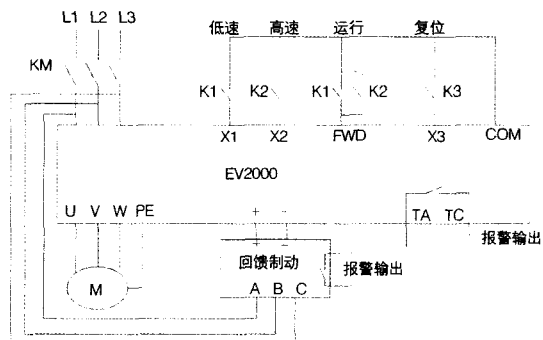 L1 L2 L3 低速 高速 运行 复位
KM
K1 K2 K1 K2 K3
X1 X2 FWD X3 COM
EV2000
U V W PE + - TA TC
报警输出
回馈制动 报警输出
M A B C